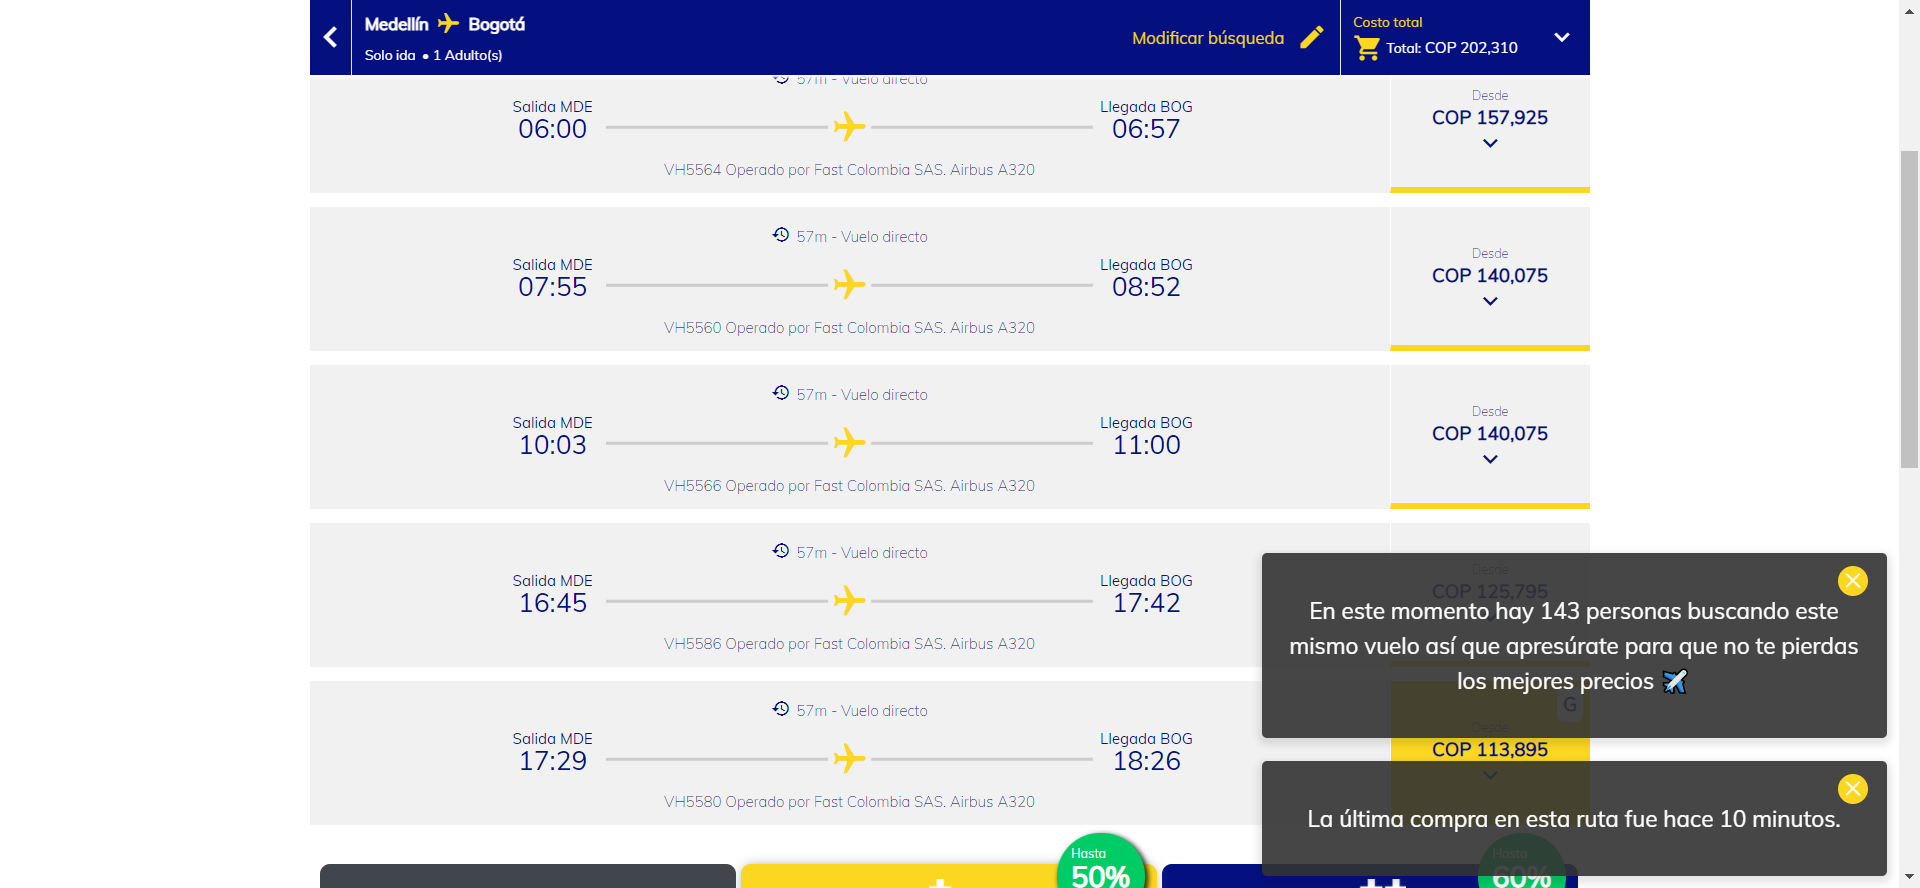 Medellín Bogotá
Solo ida • 1 Adulto(s)
Modificar búsqueda
Costo total
Total: COP 202,310
57m - Vuelo directo
Salida MDE
06:00
Llegada BOG
06:57
VH5564 Operado por Fast Colombia SAS. Airbus A320
Desde
COP 157,925
57m - Vuelo directo
Salida MDE
07:55
Llegada BOG
08:52
VH5560 Operado por Fast Colombia SAS. Airbus A320
Desde
COP 140,075
57m - Vuelo directo
Salida MDE
10:03
Llegada BOG
11:00
VH5566 Operado por Fast Colombia SAS. Airbus A320
Desde
COP 140,075
57m - Vuelo directo
Salida MDE
16:45
Llegada BOG
17:42
VH5586 Operado por Fast Colombia SAS. Airbus A320
Desde
COP 125,795
En este momento hay 143 personas buscando este
mismo vuelo así que apresúrate para que no te pierdas
los mejores precios ✈️
57m - Vuelo directo
Salida MDE
17:29
Llegada BOG
18:26
VH5580 Operado por Fast Colombia SAS. Airbus A320
G
Desde
COP 113,895
La última compra en esta ruta fue hace 10 minutos.
Hasta
50%
Hasta
60%